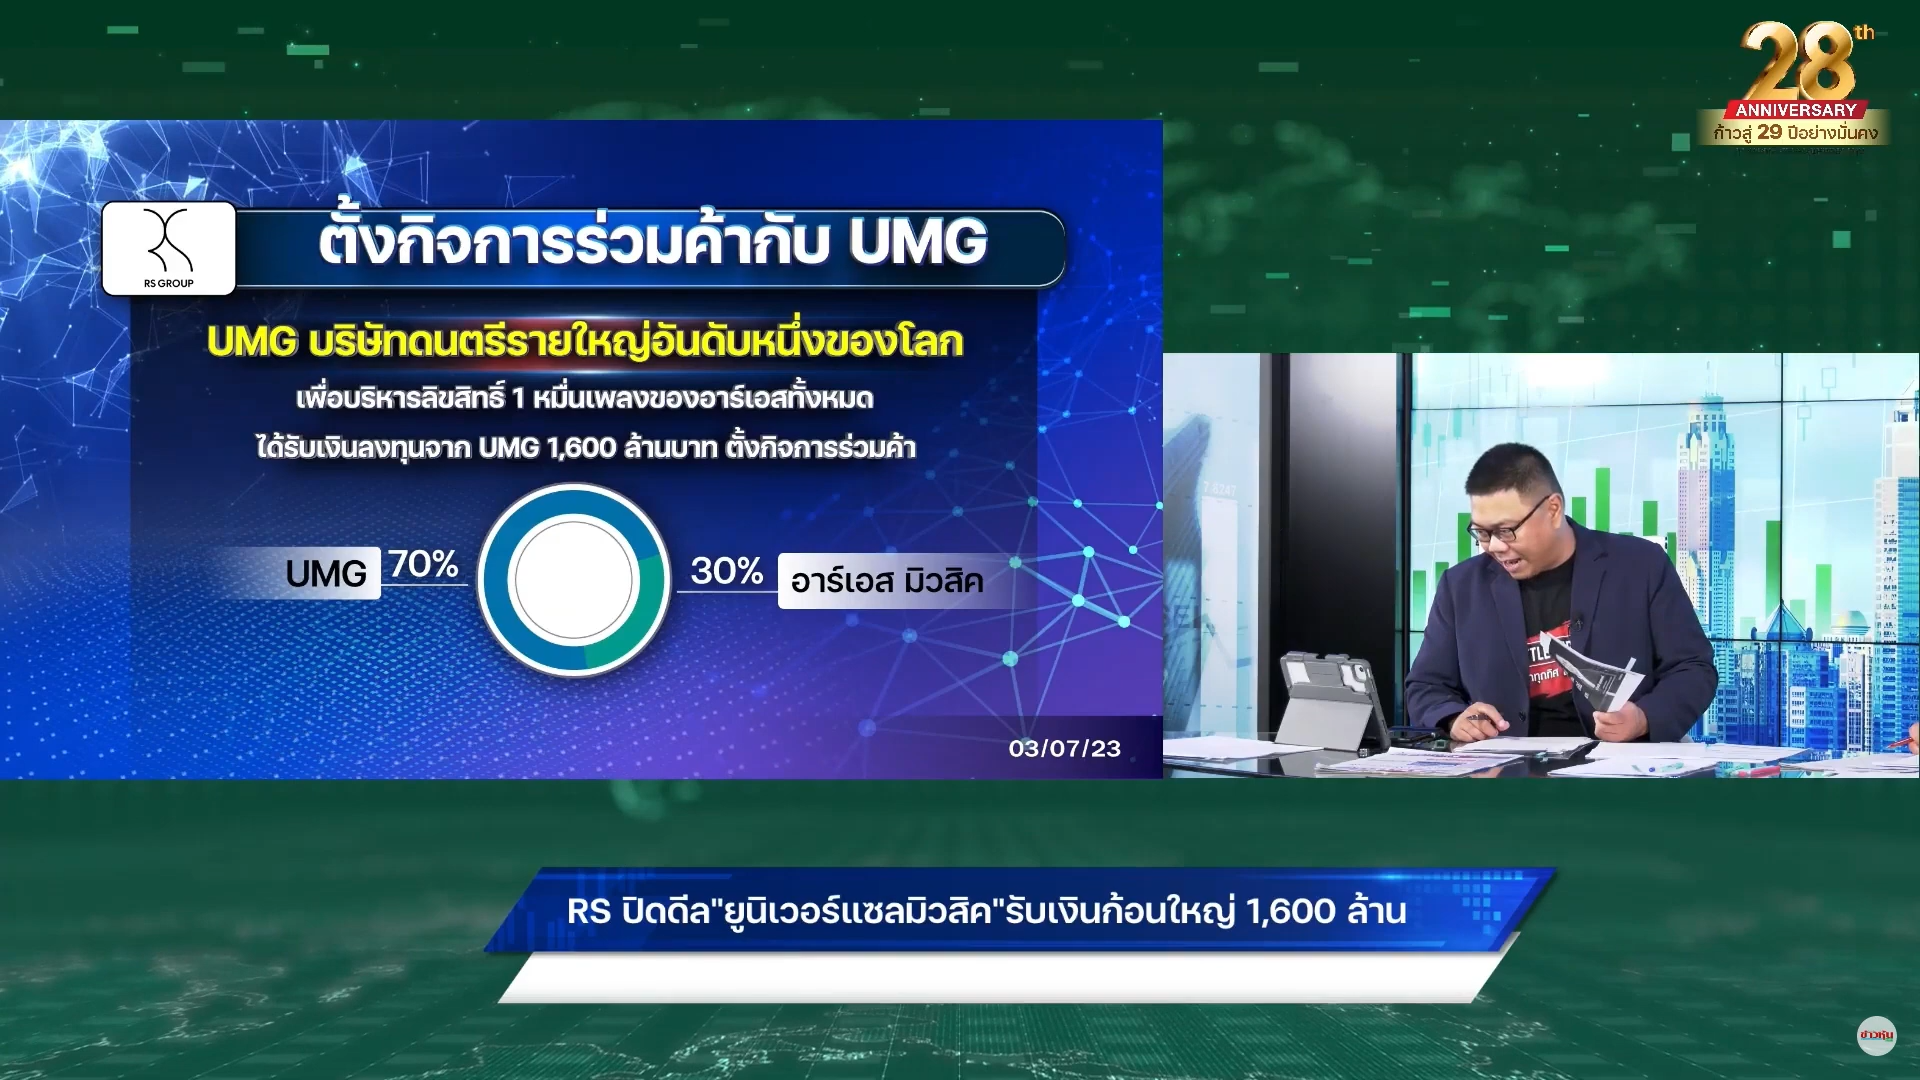 28th
ANNIVERSARY
ก้าวสู่ 29 ปีอย่างมั่นคง
RS GROUP
ตั้งกิจการร่วมค้ากับ UMG
UMG บริษัทดนตรีรายใหญ่อันดับหนึ่งของโลก
เพื่อบริหารลิขสิทธิ์ 1 หมื่นเพลงของอาร์เอสทั้งหมด
ได้รับเงินลงทุนจาก UMG 1,600 ล้านบาท ตั้งกิจการร่วมค้า
UMG 70%
30% อาร์เอส มิวสิค
03/07/23
RS ปิดดีล"ยูนิเวอร์แซลมิวสิค"รับเงินก้อนใหญ่ 1,600 ล้าน
ข่าวหุ้น